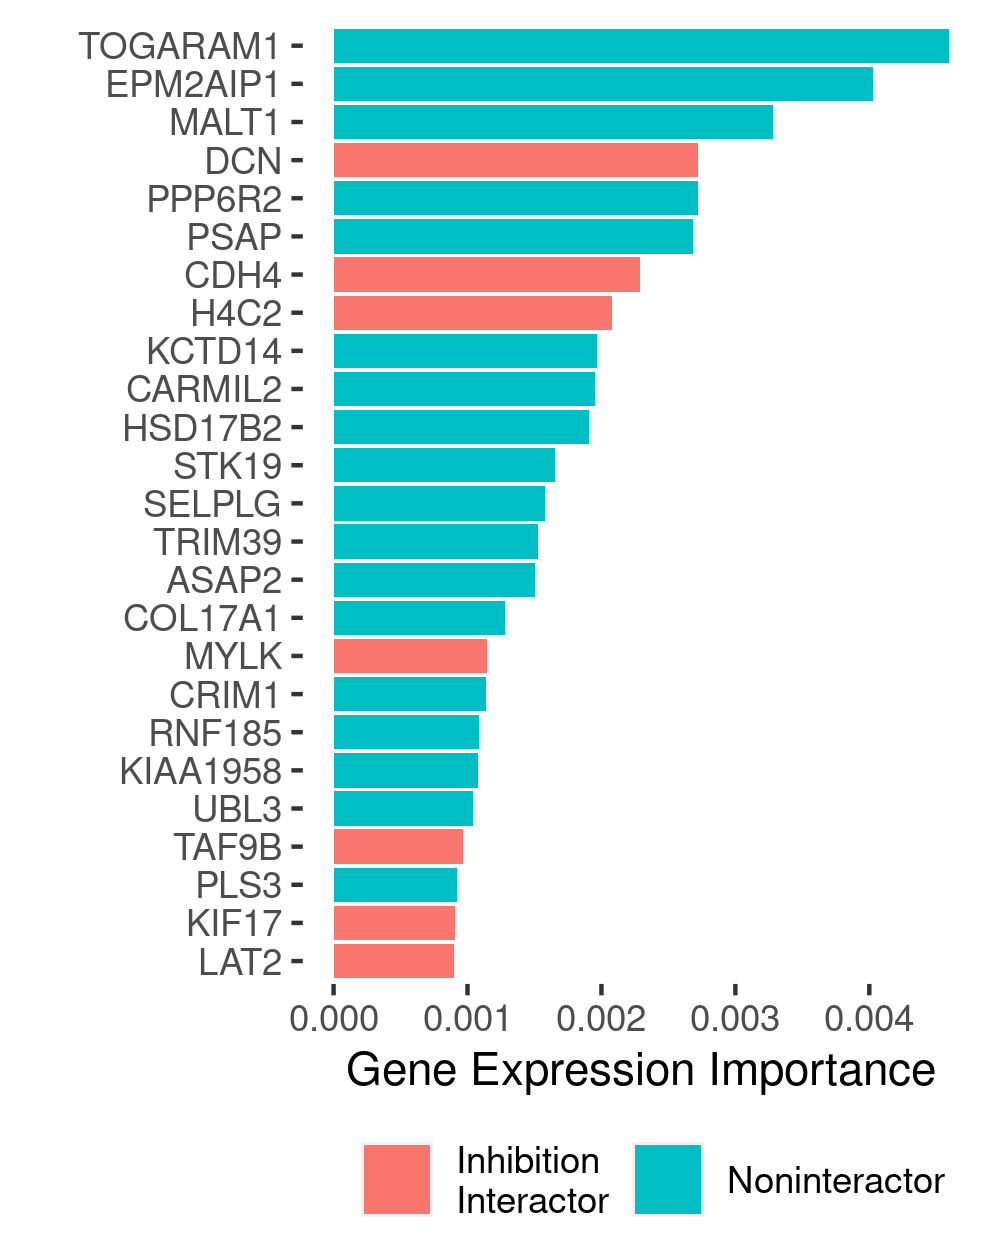 TOGARAM1
EPM2AIP1
MALT1
DCN
PPP6R2
PSAP
CDH4
H4C2
KCTD14
CARMIL2
HSD17B2
STK19
SELPLG
TRIM39
ASAP2
COL17A1
MYLK
CRIM1
RNF185
KIAA1958
UBL3
TAF9B
PLS3
KIF17
LAT2
0.000 0.001 0.002 0.003 0.004
Gene Expression Importance
Inhibition
Interactor
Noninteractor